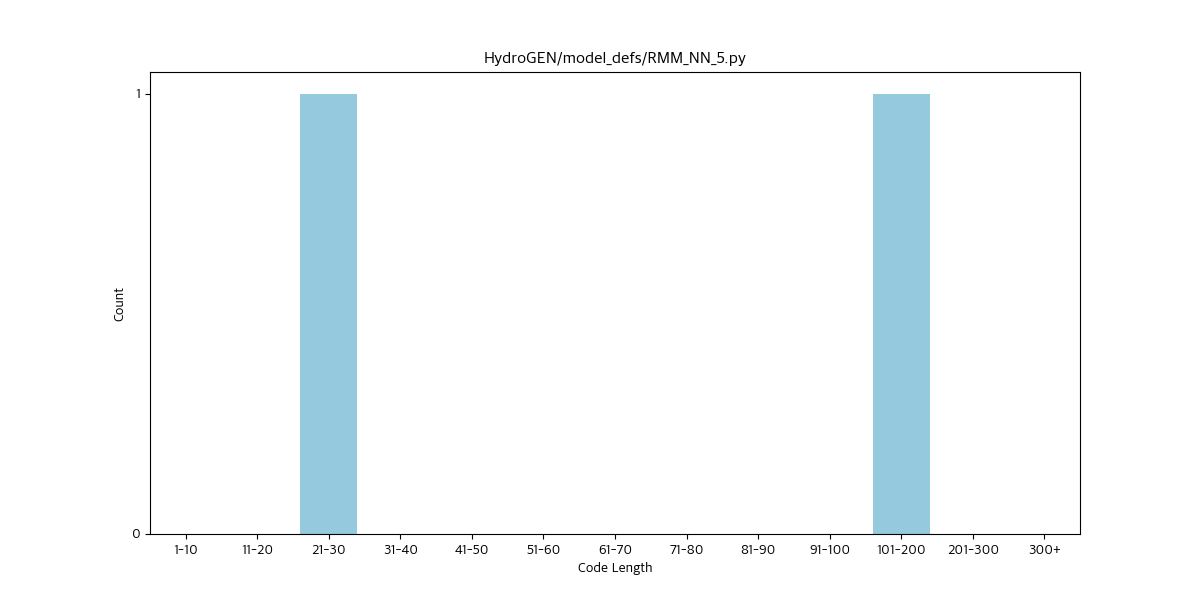 HydroGEN/model_defs/RMM_NN_5.py
1
Count
0
1-10 11-20 21-30 31-40 41-50 51-60 61-70 71-80 81-90 91-100 101-200 201-300 300+
Code Length